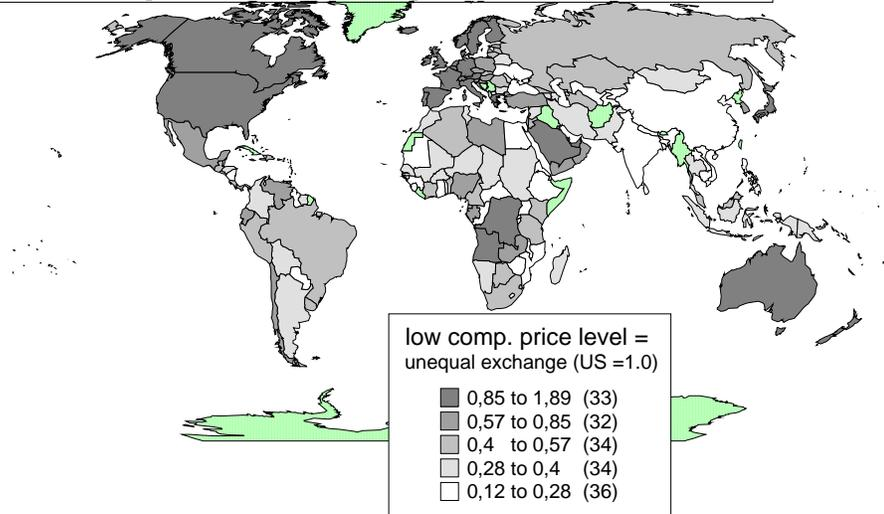 low comp. price level =
unequal exchange (US =1.0)
0,85 to 1,89 (33)
0,57 to 0,85 (32)
0,4 to 0,57 (34)
0,28 to 0,4 (34)
0,12 to 0,28 (36)